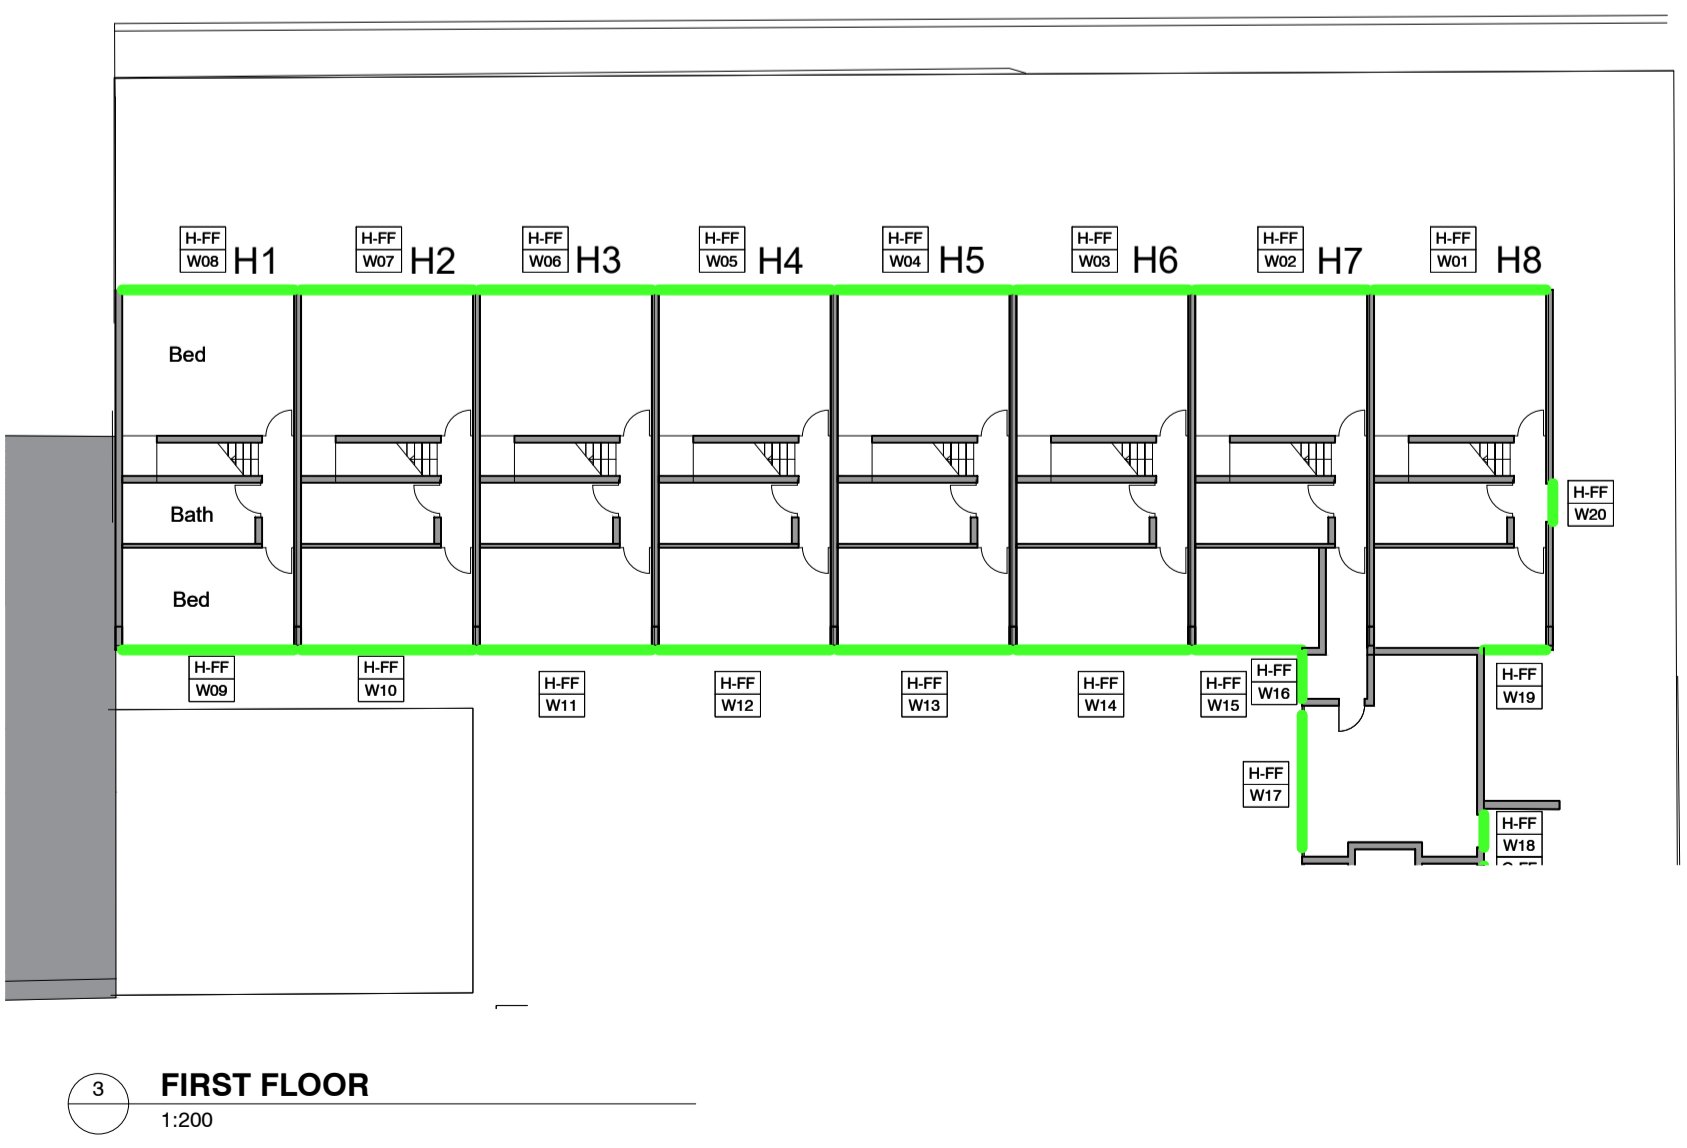 H-FF
W08
H1
H-FF
W07
H2
H-FF
W06
H3
H-FF
W05
H4
H-FF
W04
H5
H-FF
W03
H6
H-FF
W02
H7
H-FF
W01
H8
Bed
Bath
Bed
H-FF
W20
H-FF
W09
H-FF
W10
H-FF
W11
H-FF
W12
H-FF
W13
H-FF
W14
H-FF
W15
H-FF
W16
H-FF
W19
H-FF
W17
H-FF
W18
3
FIRST FLOOR
1:200